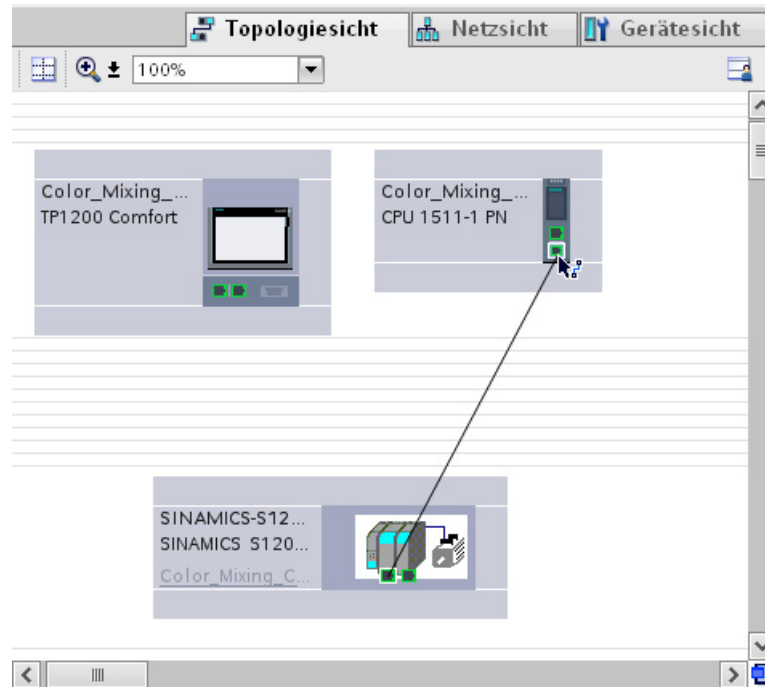 Topologiesicht Netzsicht Gerätesicht
100%
Color_Mixing_...
TP1200 Comfort
Color_Mixing_...
CPU 1511-1 PN
SINAMICS-S12...
SINAMICS S120...
Color_Mixing_C...